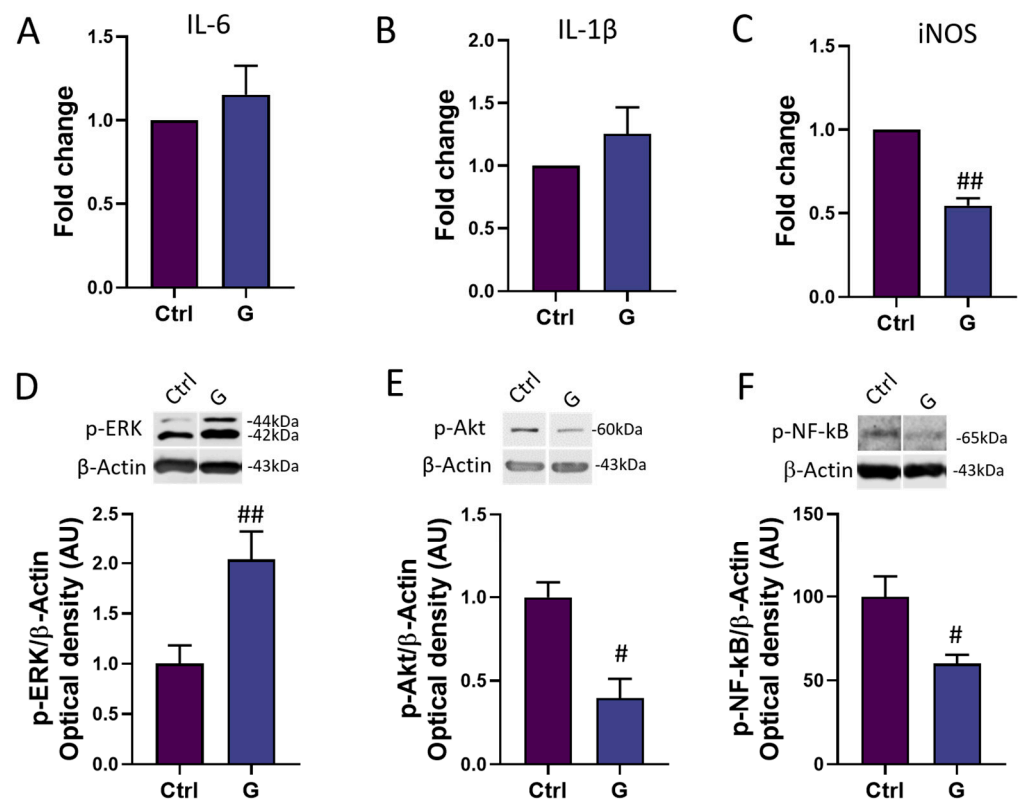 A
IL-6
Fold change
1.5
1.0
0.5
0.0
Ctrl
G
B
IL-1β
Fold change
2.0
1.5
1.0
0.5
0.0
Ctrl
G
C
iNOS
Fold change
1.5
1.0
0.5
0.0
##
Ctrl
G
D
Ctrl
G
p-ERK
-44kDa
-42kDa
β-Actin
-43kDa
p-ERK/β-Actin
Optical density (AU)
2.5
2.0
1.5
1.0
0.5
0.0
##
Ctrl
G
E
Ctrl
G
p-Akt
-60kDa
β-Actin
-43kDa
p-Akt/β-Actin
Optical density (AU)
1.5
1.0
0.5
0.0
#
Ctrl
G
F
Ctrl
G
p-NF-kB
-65kDa
β-Actin
-43kDa
p-NF-kB/β-Actin
Optical density (AU)
150
100
50
0
#
Ctrl
G